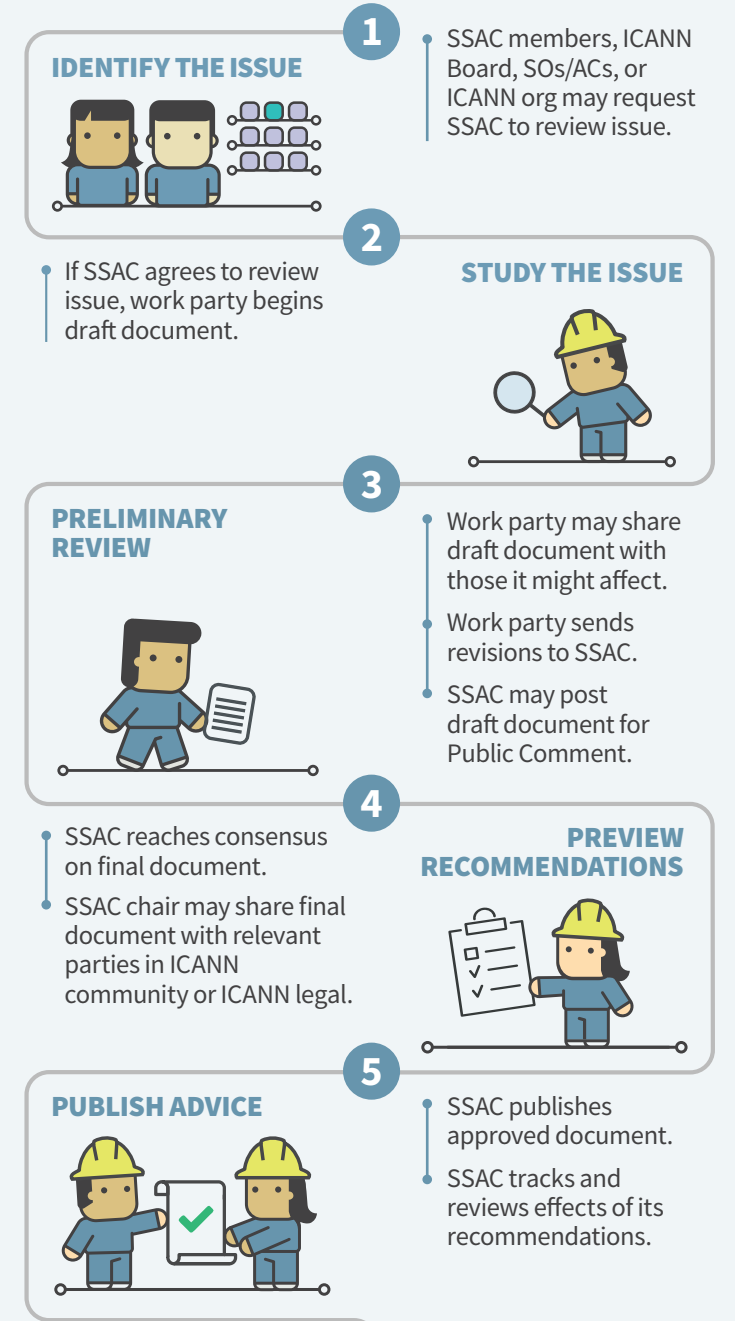 1
IDENTIFY THE ISSUE
SSAC members, ICANN
Board, SOs/ACs, or
ICANN org may request
SSAC to review issue.
2
If SSAC agrees to review
issue, work party begins
draft document.
STUDY THE ISSUE
3
PRELIMINARY
REVIEW
Work party may share
draft document with
those it might affect.
Work party sends
revisions to SSAC.
SSAC may post
draft document for
Public Comment.
4
SSAC reaches consensus
on final document.
SSAC chair may share final
document with relevant
parties in ICANN
community or ICANN legal.
PREVIEW
RECOMMENDATIONS
5
PUBLISH ADVICE
SSAC publishes
approved document.
SSAC tracks and
reviews effects of its
recommendations.